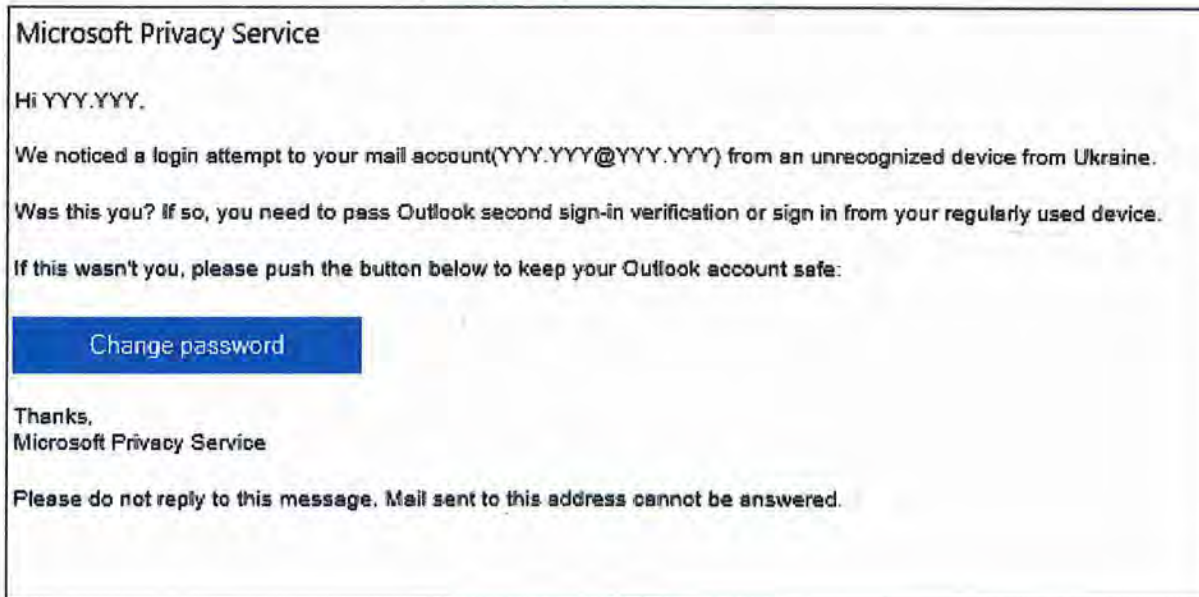 Microsoft Privacy Service
Hi YYY.YYY.
We noticed a login attempt to your mail account(YYY.YYY@YYY.YYY) from an unrecognized device from Ukraine.
Was this you? If so, you need to pass Outlook second sign-in verification or sign in from your regularly used device.
If this wasn't you, please push the button below to keep your Outlook account safe:
Change password
Thanks,
Microsoft Privacy Service
Please do not reply to this message. Mail sent to this address cannot be answered.